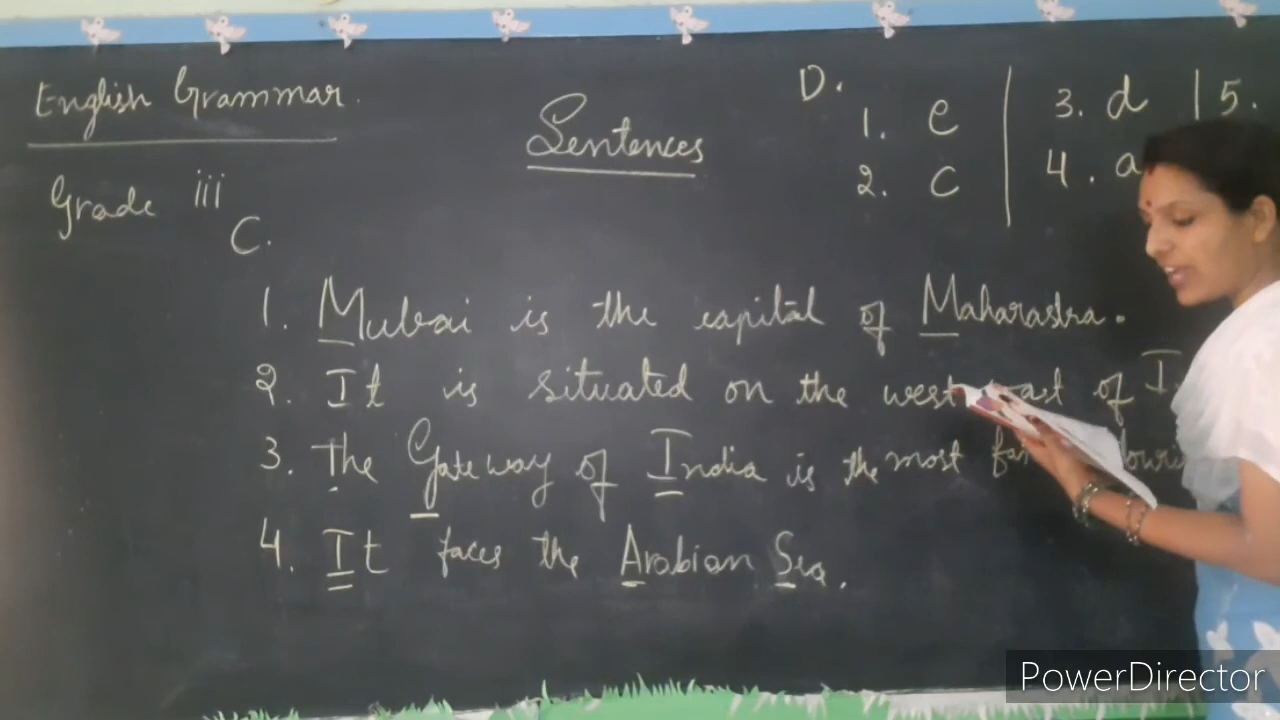 English Grammar.
Sentences
Grade iii
C.
D.
1. e
2. c
3. d
4. a
5.
1. Mubai is the capital of Maharastra.
2. It is situated on the west of
3. The Gateway of India is the most
4. It faces the Arabian Sea.
PowerDirector